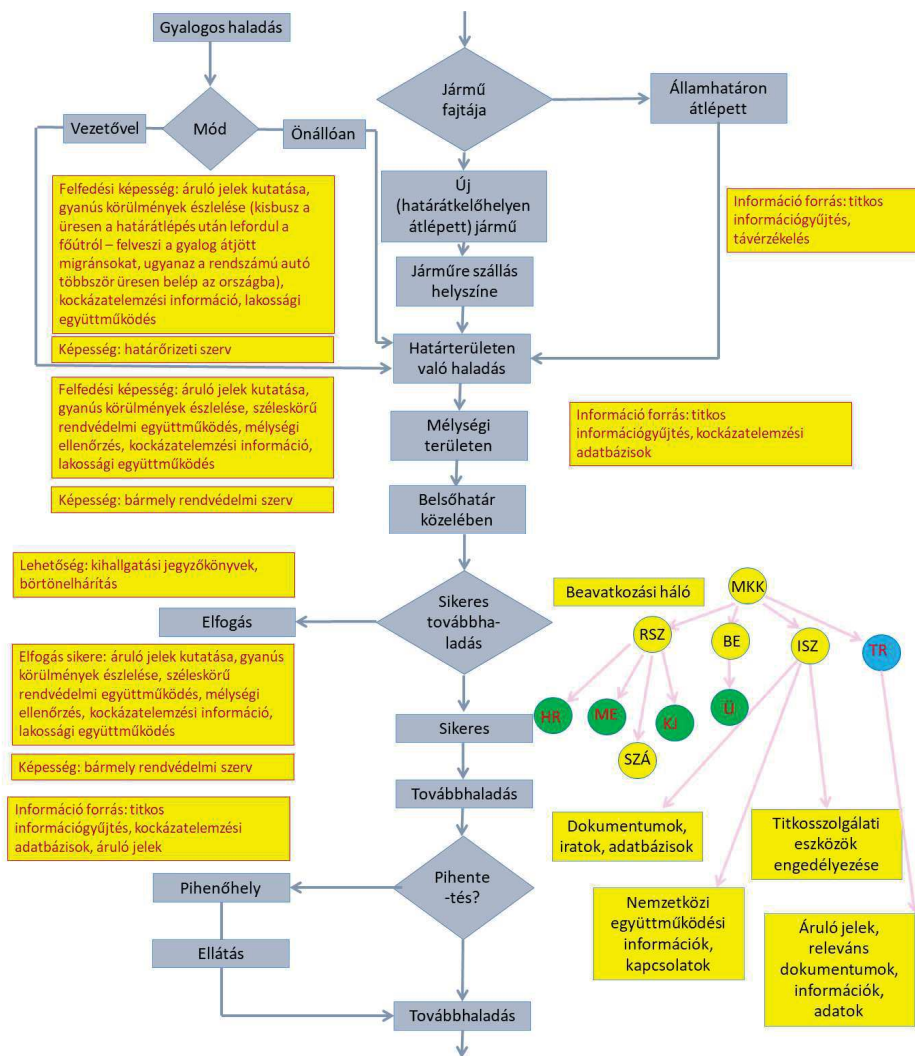 Gyalogos haladás
Mód
Vezetővel
Önállóan
Jármű
fajtája
Államhatáron
átlépett
Felfedési képesség: áruló jelek kutatása,
gyanús körülmények észlelése (kisbusz a
üresen a határátlépés után lefordul a
főútról – felveszi a gyalog átjött
migránsokat, ugyanaz a rendszámú autó
többször üresen belép az országba),
kockázatelemzési információ, lakossági
együttműködés
Új
(határátkelőhelyen
átlépett) jármű
Információ forrás: titkos
információgyűjtés,
távérzékelés
Járműre szállás
helyszíne
Képesség: határőrizeti szerv
Határterületen
való haladás
Felfedési képesség: áruló jelek kutatása,
gyanús körülmények észlelése, széleskörű
rendvédelmi együttműködés, mélységi
ellenőrzés, kockázatelemzési információ,
lakossági együttműködés
Mélységi
területen
Információ forrás: titkos
információgyűjtés, kockázatelemzési
adatbázisok
Képesség: bármely rendvédelmi szerv
Belsőhatár
közelében
Lehetőség: kihallgatási jegyzőkönyvek,
börtönelhárítás
Elfogás
Sikeres
továbbha-
ladás
Beavatkozási háló
MKK
RSZ
BE
ISZ
TR
HR
ME
KJ
Ü
SZÁ
Elfogás sikere: áruló jelek kutatása, gyanús
körülmények észlelése, széleskörű
rendvédelmi együttműködés, mélységi
ellenőrzés, kockázatelemzési információ,
lakossági együttműködés
Sikeres
Képesség: bármely rendvédelmi szerv
Továbbhaladás
Információ forrás: titkos
információgyűjtés, kockázatelemzési
adatbázisok, áruló jelek
Dokumentumok,
iratok, adatbázisok
Titkosszolgálati
eszközök
engedélyezése
Pihente
-tés?
Pihenőhely
Ellátás
Nemzetközi
együttműködési
információk,
kapcsolatok
Áruló jelek,
releváns
dokumentumok,
információk,
adatok
Továbbhaladás